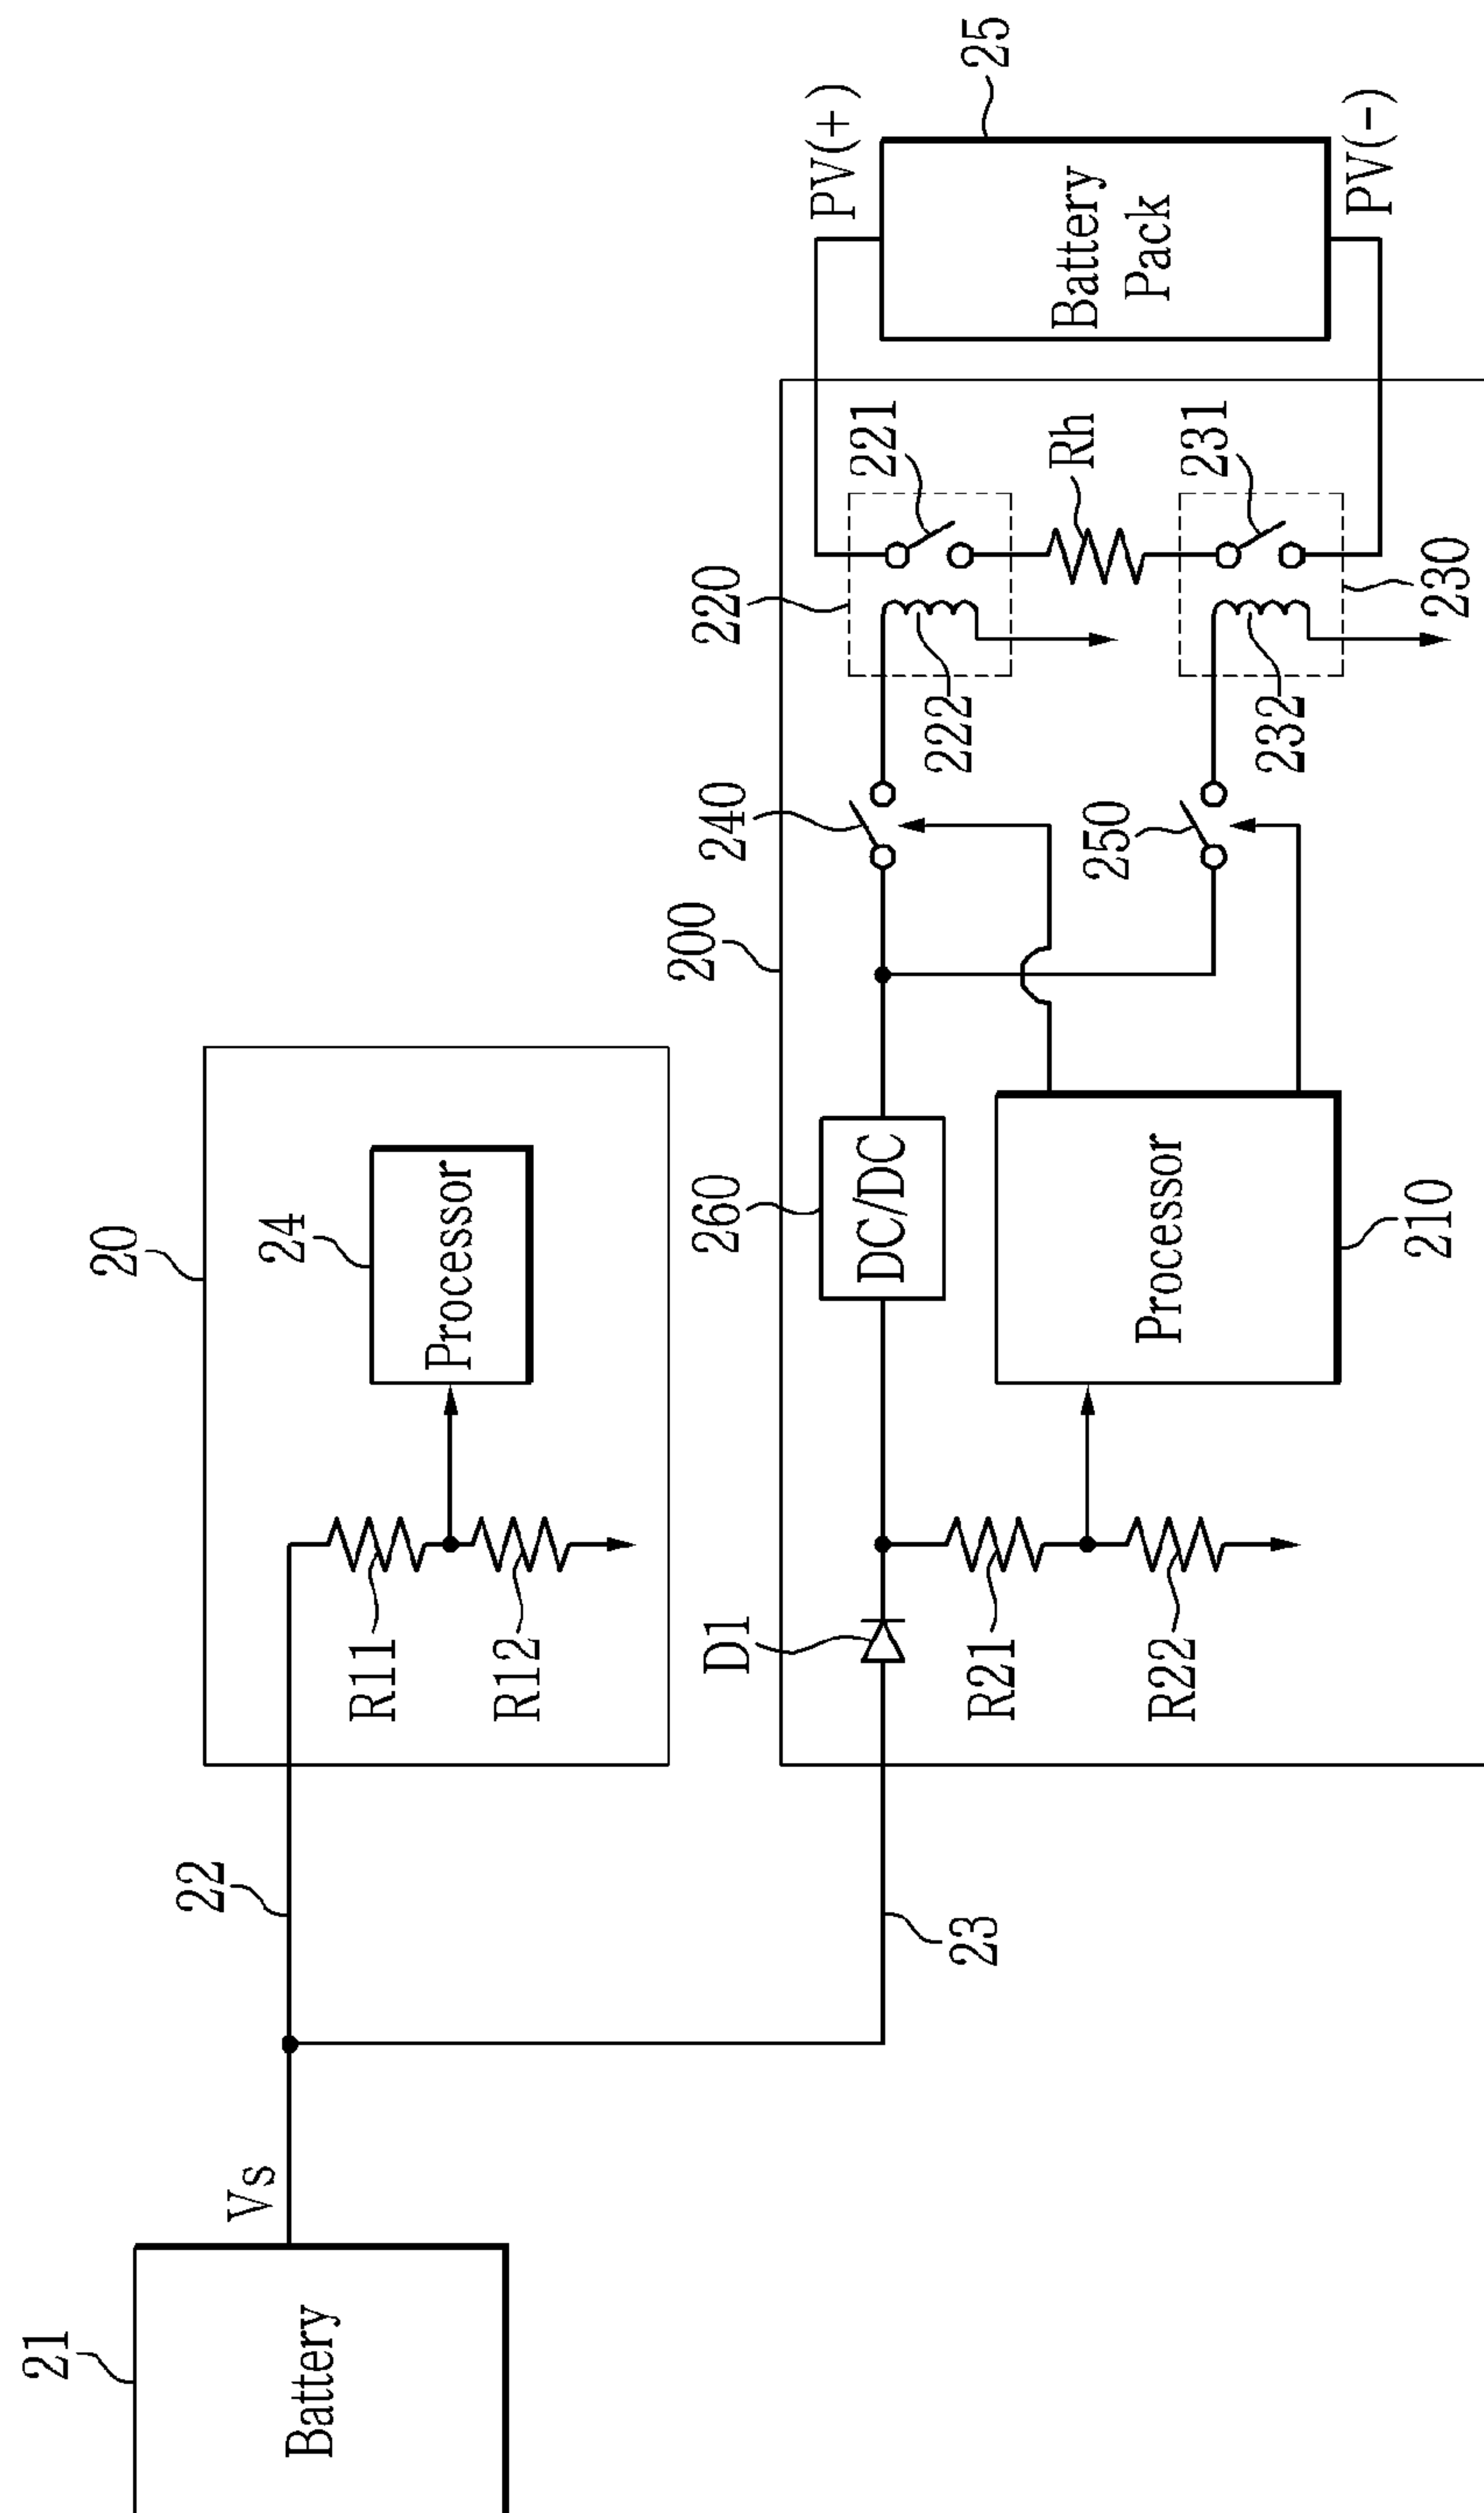 21
Battery
Vs
22
23
20
24
Processor
R11
R12
200
D1
R21
R22
260
DC/DC
Processor
210
240
250
220
222
221
Rh
232
231
230
PV(+)
Battery
Pack
25
PV(-)